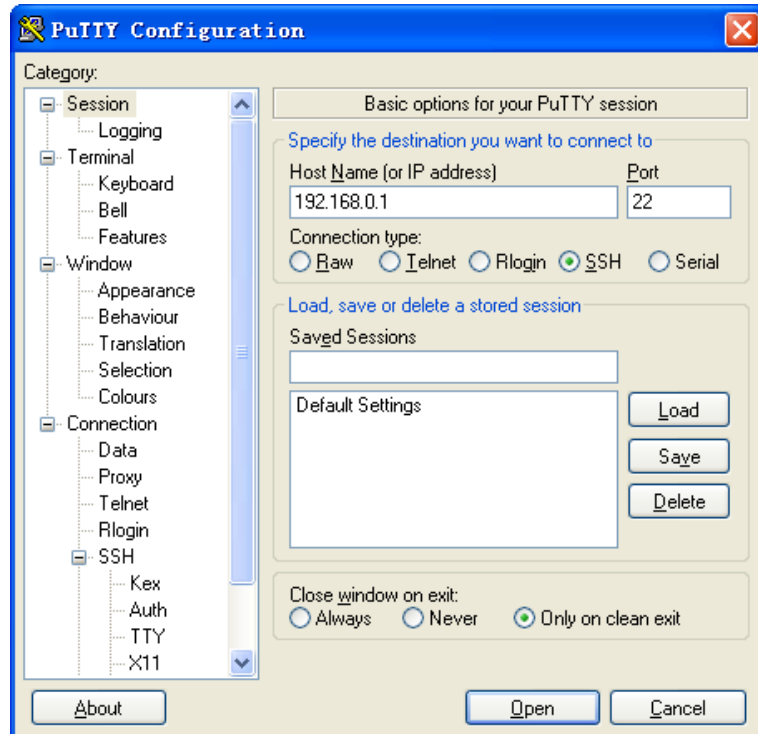 PuTTY Configuration
Category:
Session
Logging
Terminal
Keyboard
Bell
Features
Window
Appearance
Behaviour
Translation
Selection
Colours
Connection
Data
Proxy
Telnet
Rlogin
SSH
Kex
Auth
TTY
X11
Basic options for your PuTTY session
Specify the destination you want to connect to
Host Name (or IP address) Port
192.168.0.1 22
Connection type:
Raw Telnet Rlogin SSH Serial
Load, save or delete a stored session
Saved Sessions
Default Settings
Load
Save
Delete
Close window on exit:
Always Never Only on clean exit
About Open Cancel